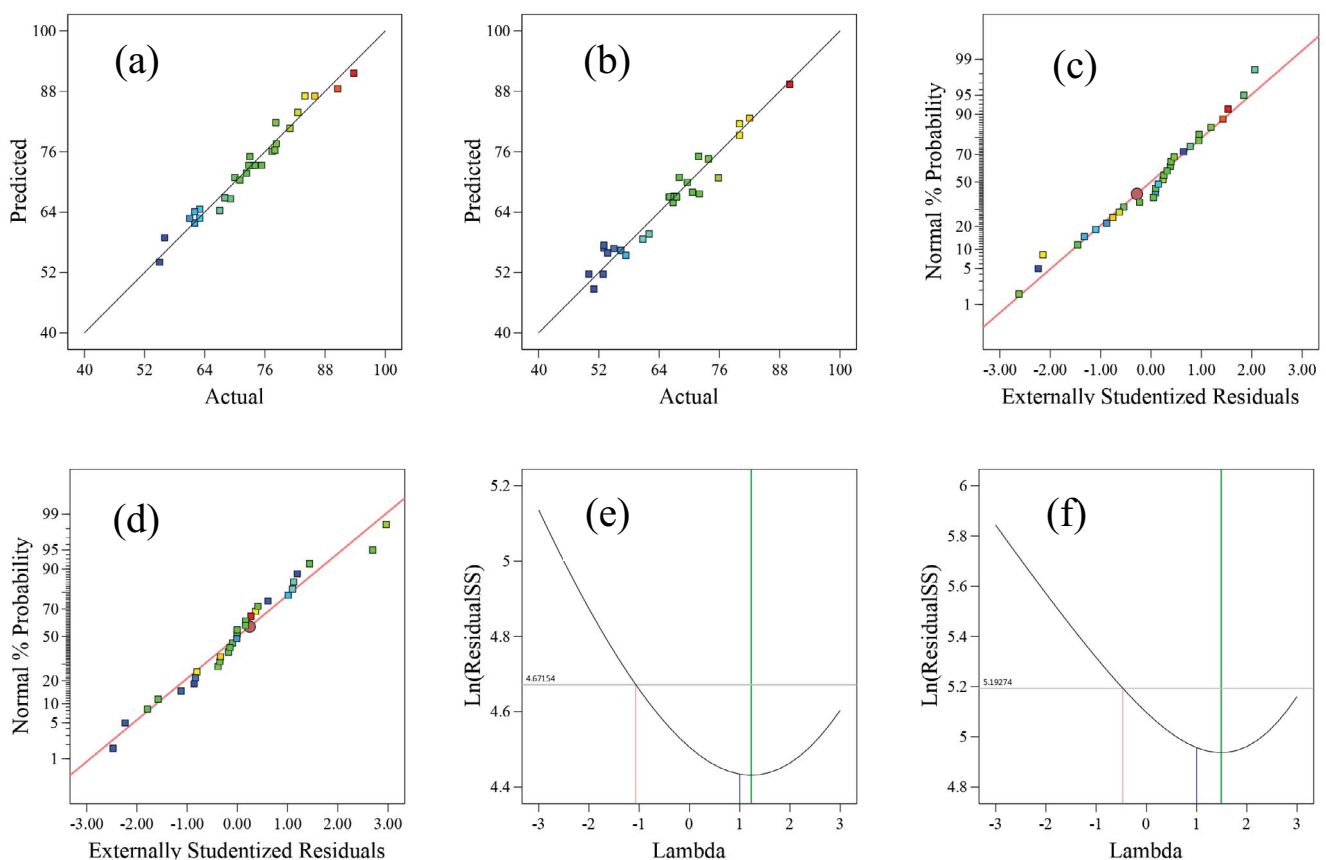 (a)
Predicted
100
88
76
64
52
40
40 52 64 76 88 100
Actual
(b)
Predicted
100
88
76
64
52
40
40 52 64 76 88 100
Actual
(c)
Normal % Probability
99
95
90
70
50
20
10
5
1
-3.00 -2.00 -1.00 0.00 1.00 2.00 3.00
Externally Studentized Residuals
(d)
Normal % Probability
99
95
90
70
50
20
10
5
1
-3.00 -2.00 -1.00 0.00 1.00 2.00 3.00
Externally Studentized Residuals
(e)
Ln(ResidualSS)
5.2
5
4.8
4.67154
4.6
4.4
-3 -2 -1 0 1 2 3
Lambda
(f)
Ln(ResidualSS)
6
5.8
5.6
5.4
5.2
5.19274
5
4.8
-3 -2 -1 0 1 2 3
Lambda